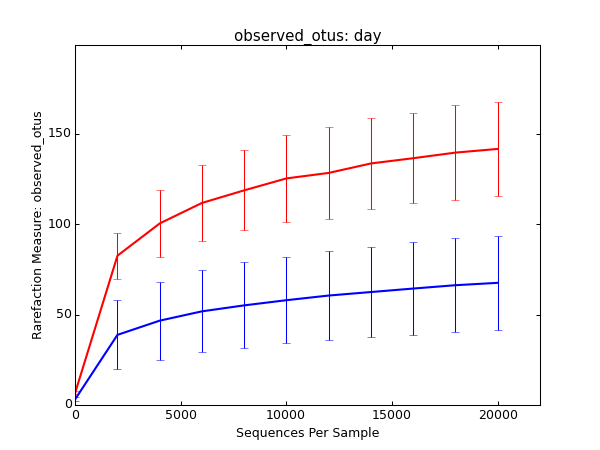 observed_otus: day
Rarefaction Measure: observed_otus
150
100
50
0
0 5000 10000 15000 20000
Sequences Per Sample